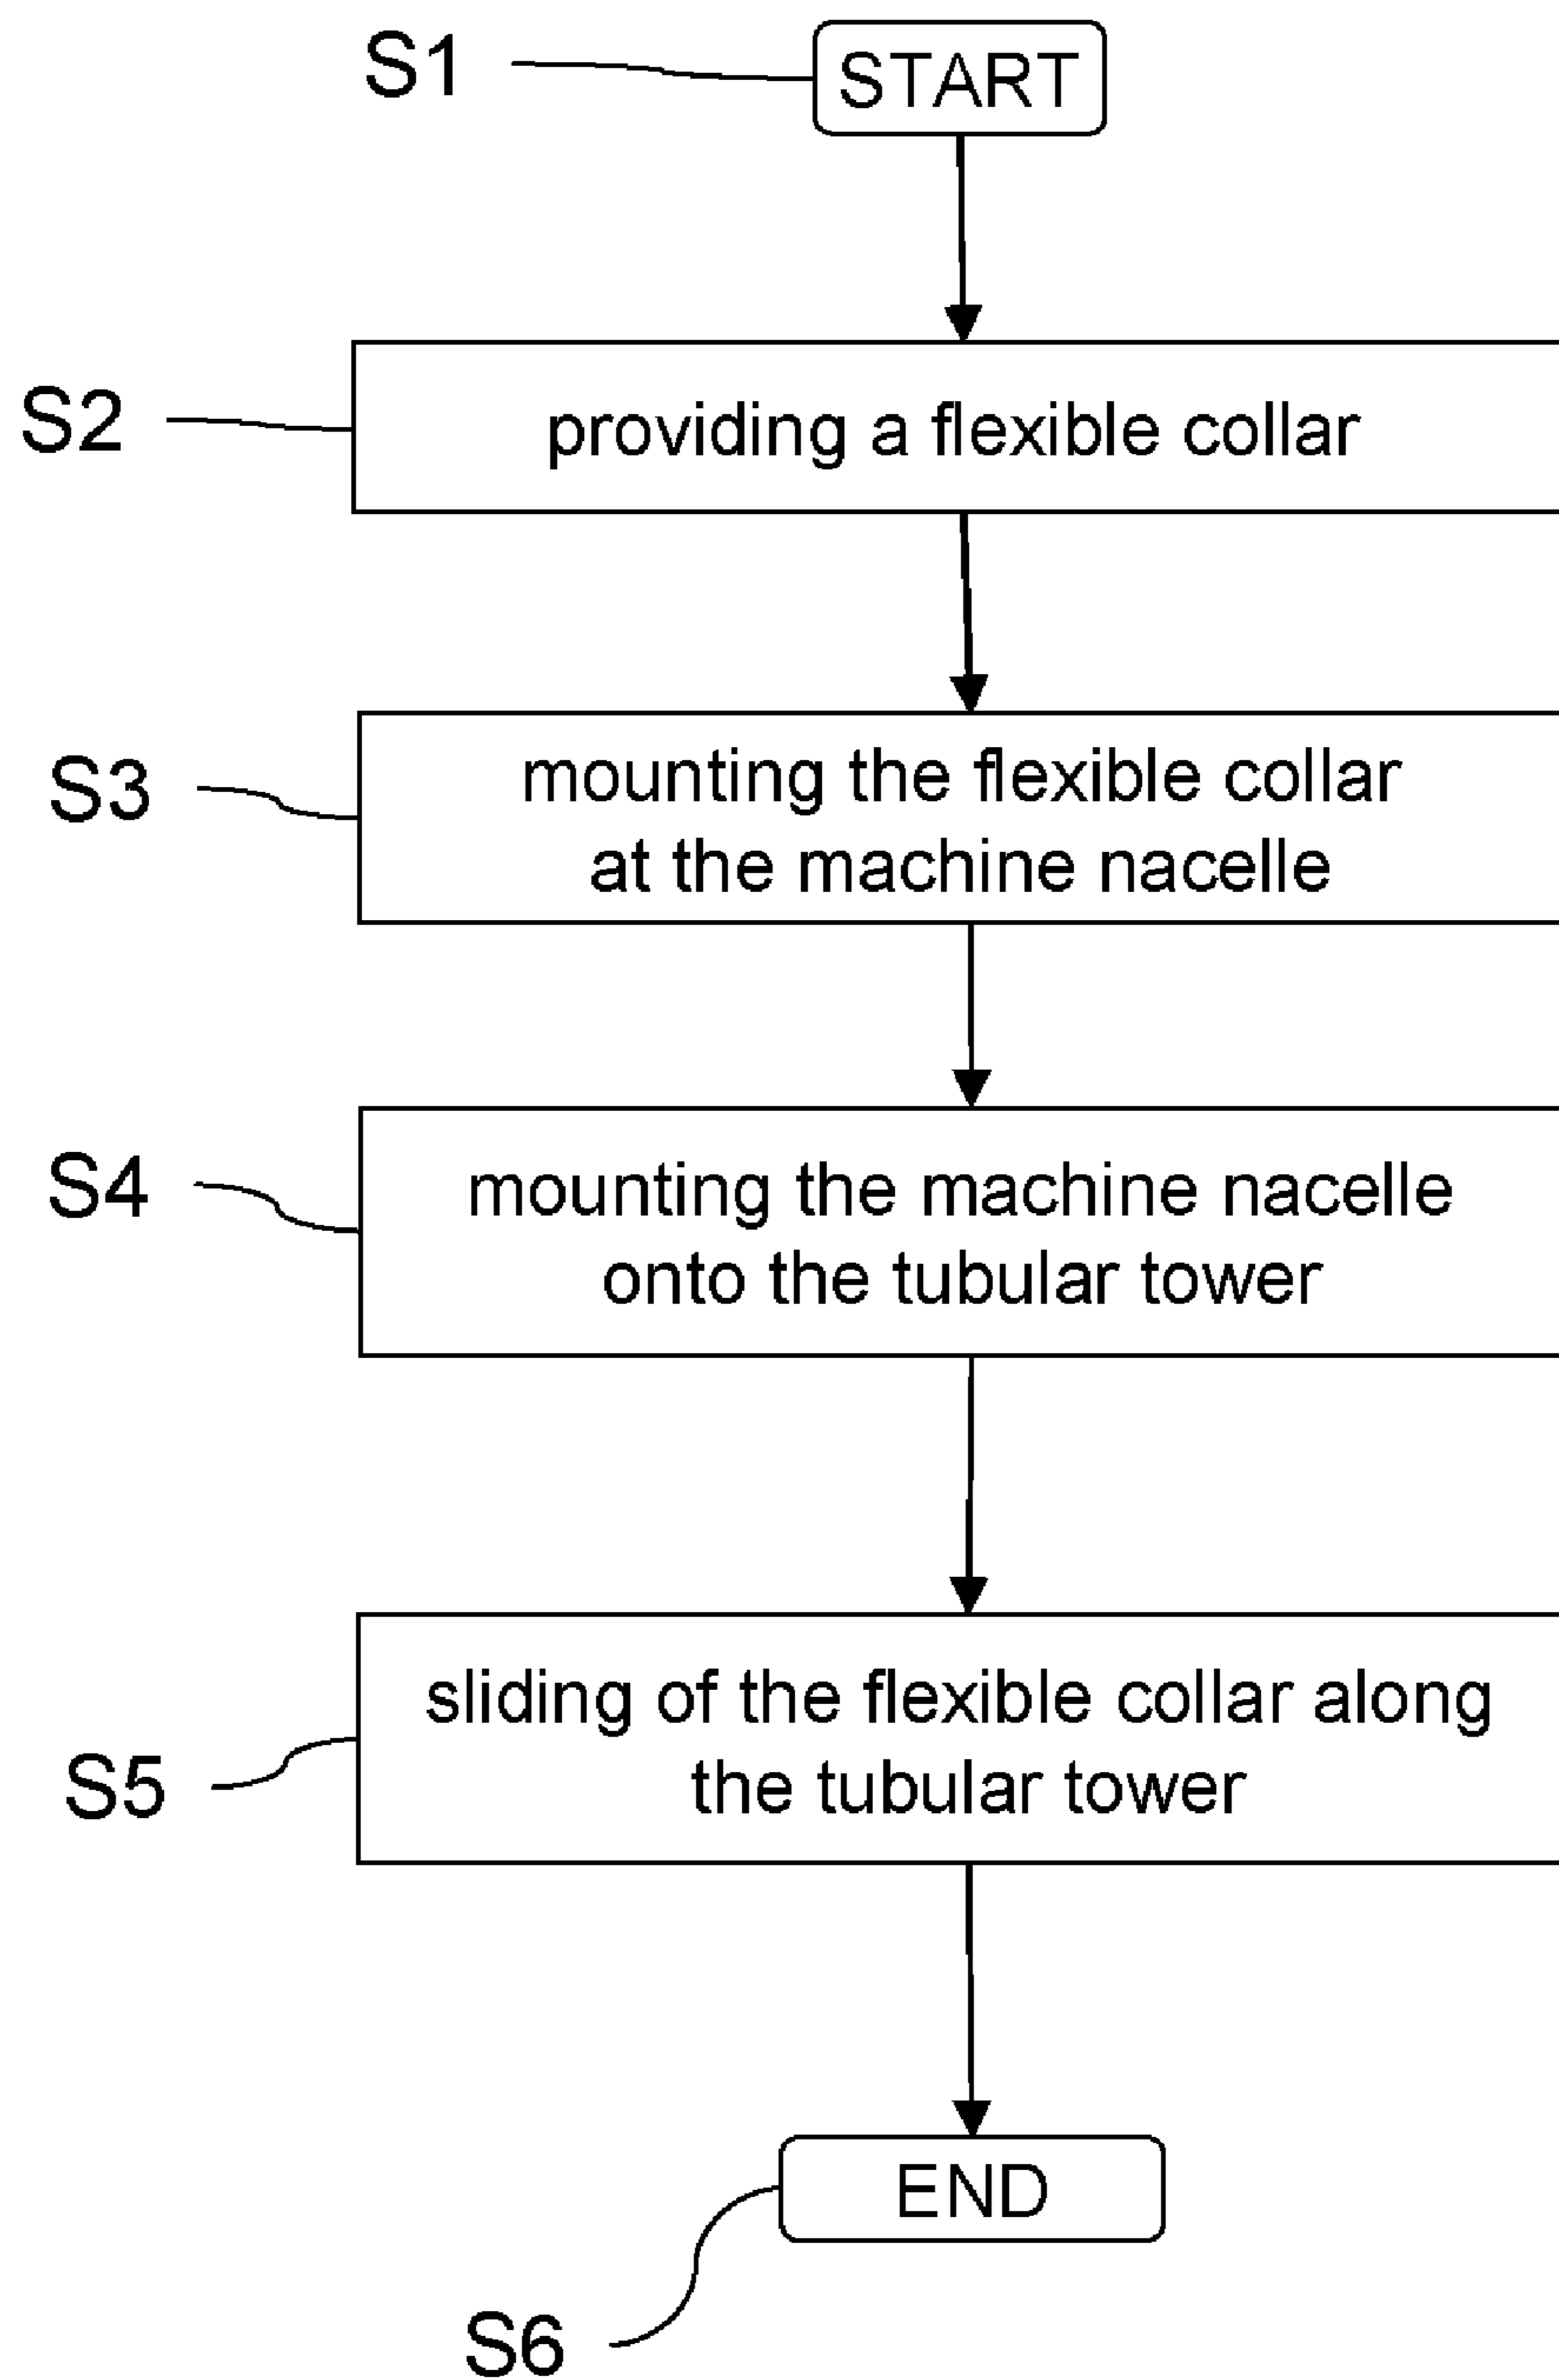 S1
START
S2
providing a flexible collar
S3
mounting the flexible collar
at the machine nacelle
S4
mounting the machine nacelle
onto the tubular tower
S5
sliding of the flexible collar along
the tubular tower
END
S6